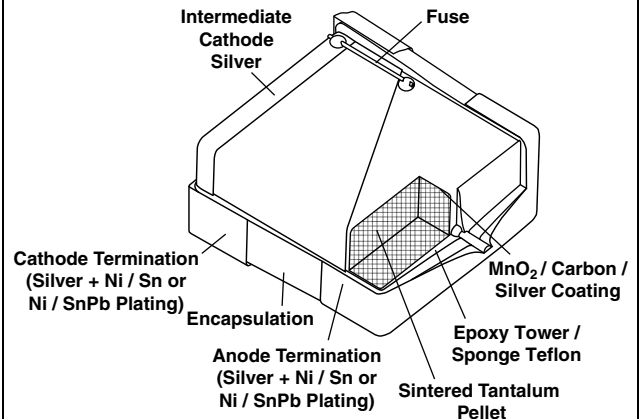 Intermediate
Cathode
Silver
Fuse
Cathode Termination
(Silver + Ni / Sn or
Ni / SnPb Plating)
Encapsulation
Anode Termination
(Silver + Ni / Sn or
Ni / SnPb Plating)
MnO₂ / Carbon /
Silver Coating
Epoxy Tower /
Sponge Teflon
Sintered Tantalum
Pellet